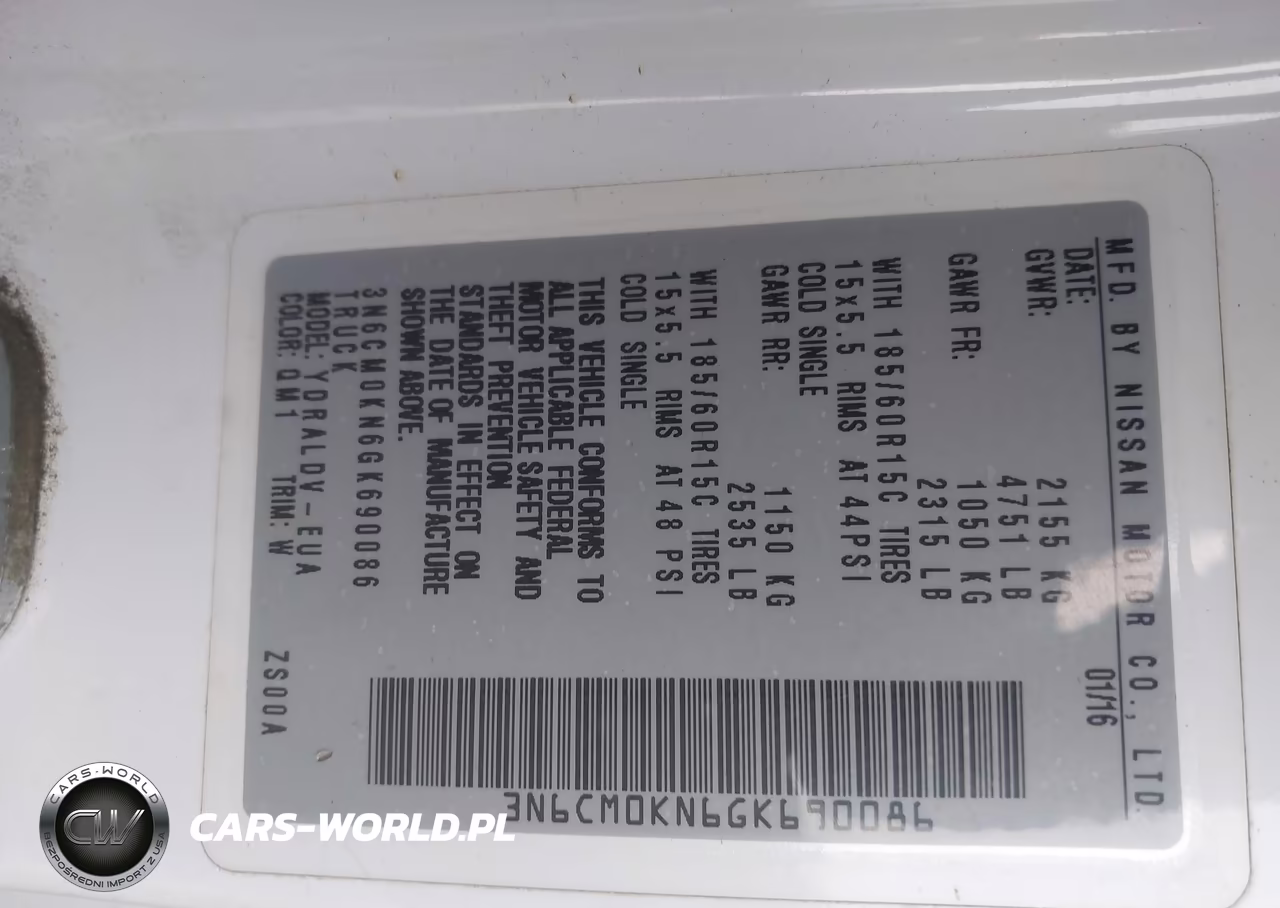 MFD. BY NISSAN MOTOR CO., LTD.
DATE: 01/16
GVWR: 2155 KG
4751 LB
GAWR FR: 1050 KG
2315 LB
WITH 185/60R15C TIRES
15x5.5 RIMS AT 44PSI
COLD SINGLE
GAWR RR: 1150 KG
2535 LB
WITH 185/60R15C TIRES
15x5.5 RIMS AT 48 PSI
COLD SINGLE
THIS VEHICLE CONFORMS TO
ALL APPLICABLE FEDERAL
MOTOR VEHICLE SAFETY AND
THEFT PREVENTION
STANDARDS IN EFFECT ON
THE DATE OF MANUFACTURE
SHOWN ABOVE.
3N6CM0KN6GK690086
TRUCK
MODEL: YDRALDV-EUA
COLOR: QM1 TRIM: W
ZS00A
3N6CM0KN6GK690086
CARS-WORLD
CW
BEZPOŚREDNI IMPORT Z USA
CARS-WORLD.PL